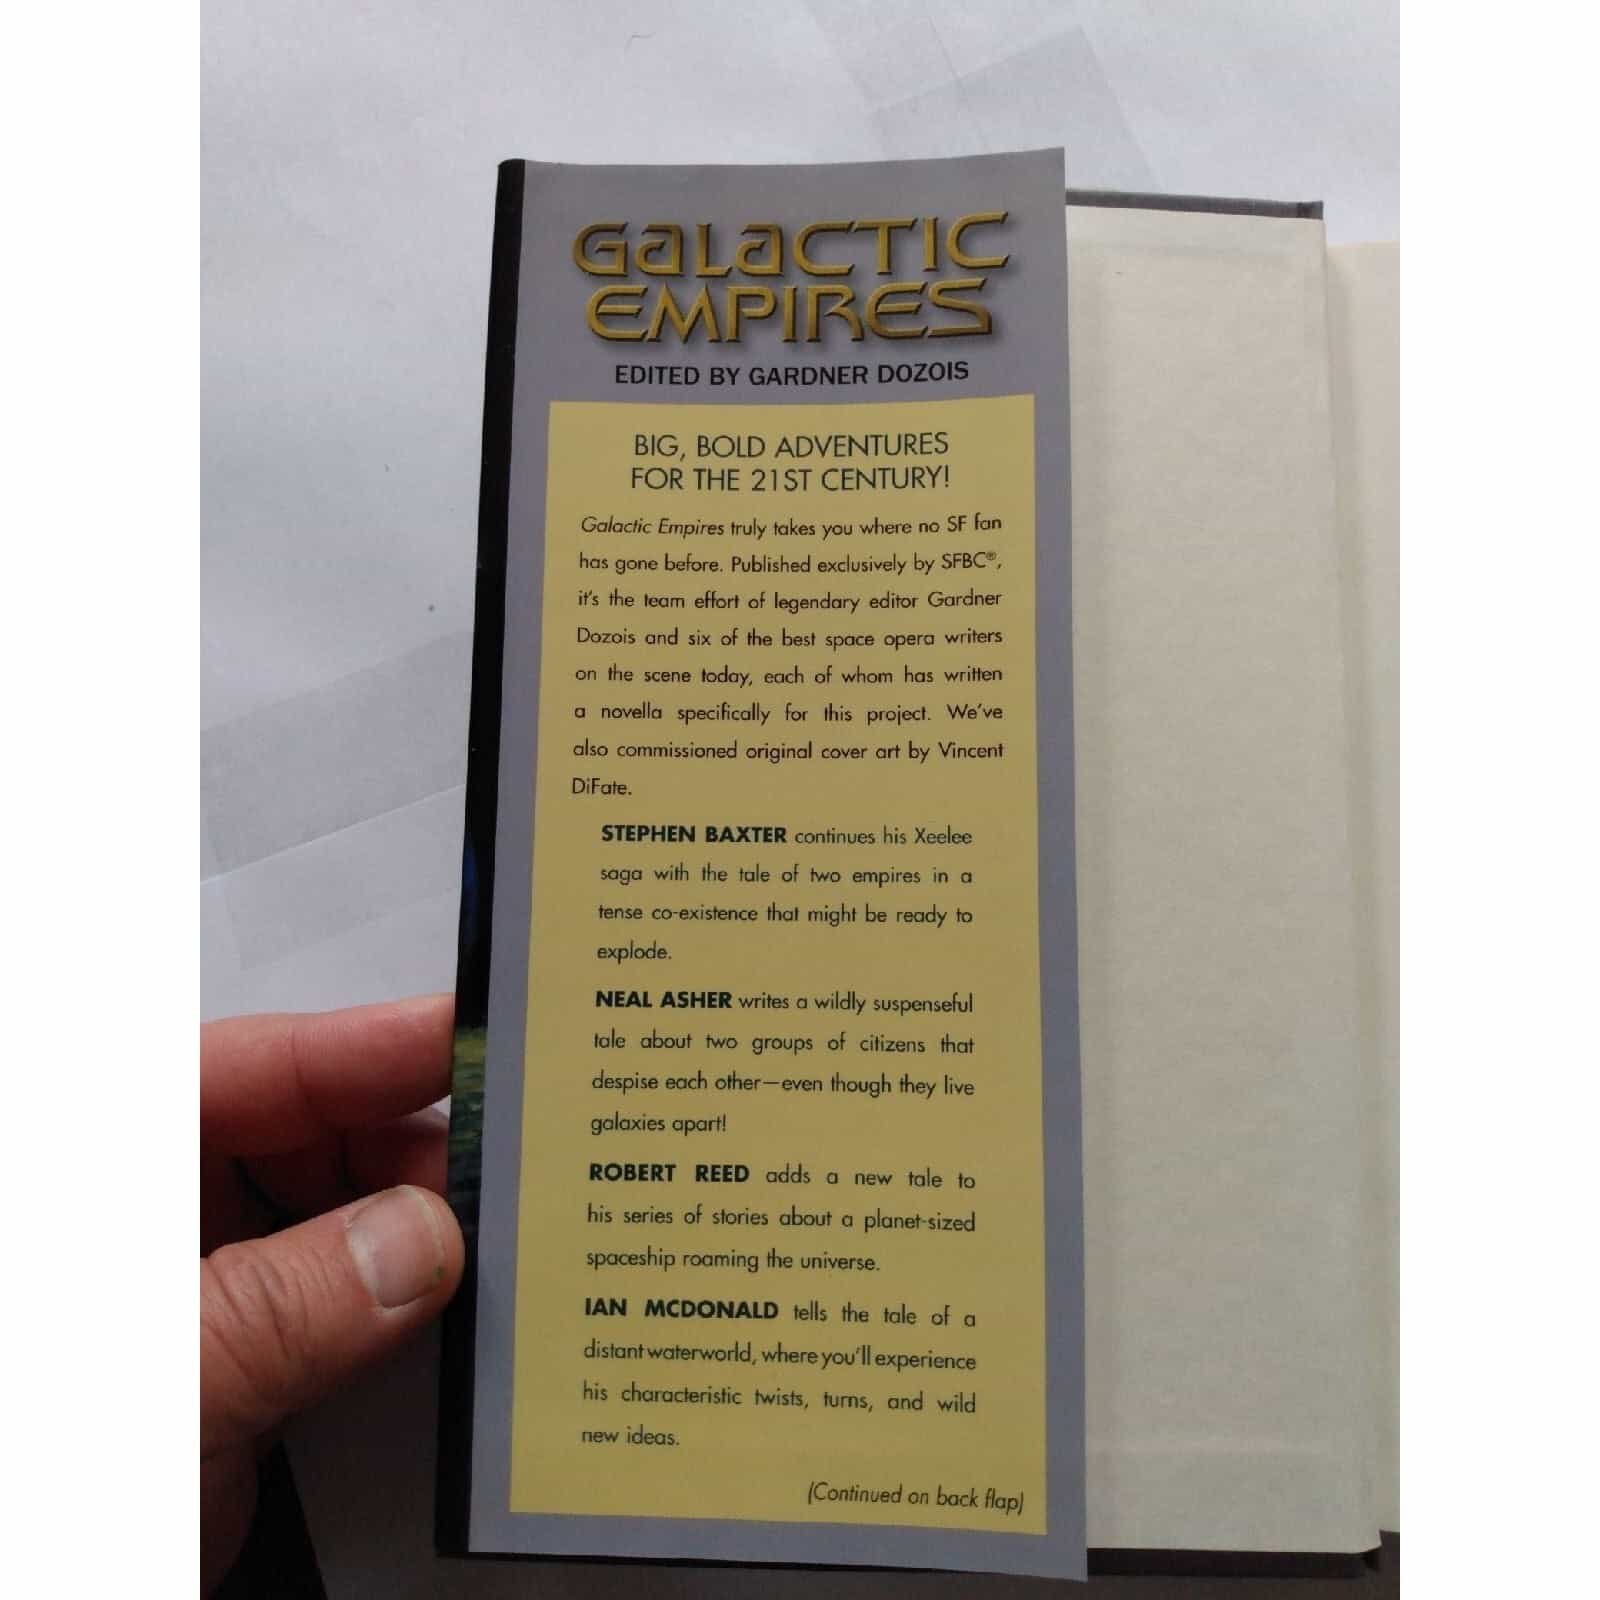 GALACTIC
EMPIRES
EDITED BY GARDNER DOZOIS
BIG, BOLD ADVENTURES
FOR THE 21ST CENTURY!
Galactic Empires truly takes you where no SF fan
has gone before. Published exclusively by SFBC®,
it's the team effort of legendary editor Gardner
Dozois and six of the best space opera writers
on the scene today, each of whom has written
a novella specifically for this project. We've
also commissioned original cover art by Vincent
DiFate.
STEPHEN BAXTER continues his Xeelee
saga with the tale of two empires in a
tense co-existence that might be ready to
explode.
NEAL ASHER writes a wildly suspenseful
tale about two groups of citizens that
despise each other—even though they live
galaxies apart!
ROBERT REED adds a new tale to
his series of stories about a planet-sized
spaceship roaming the universe.
IAN MCDONALD tells the tale of a
distant waterworld, where you'll experience
his characteristic twists, turns, and wild
new ideas.
(Continued on back flap)